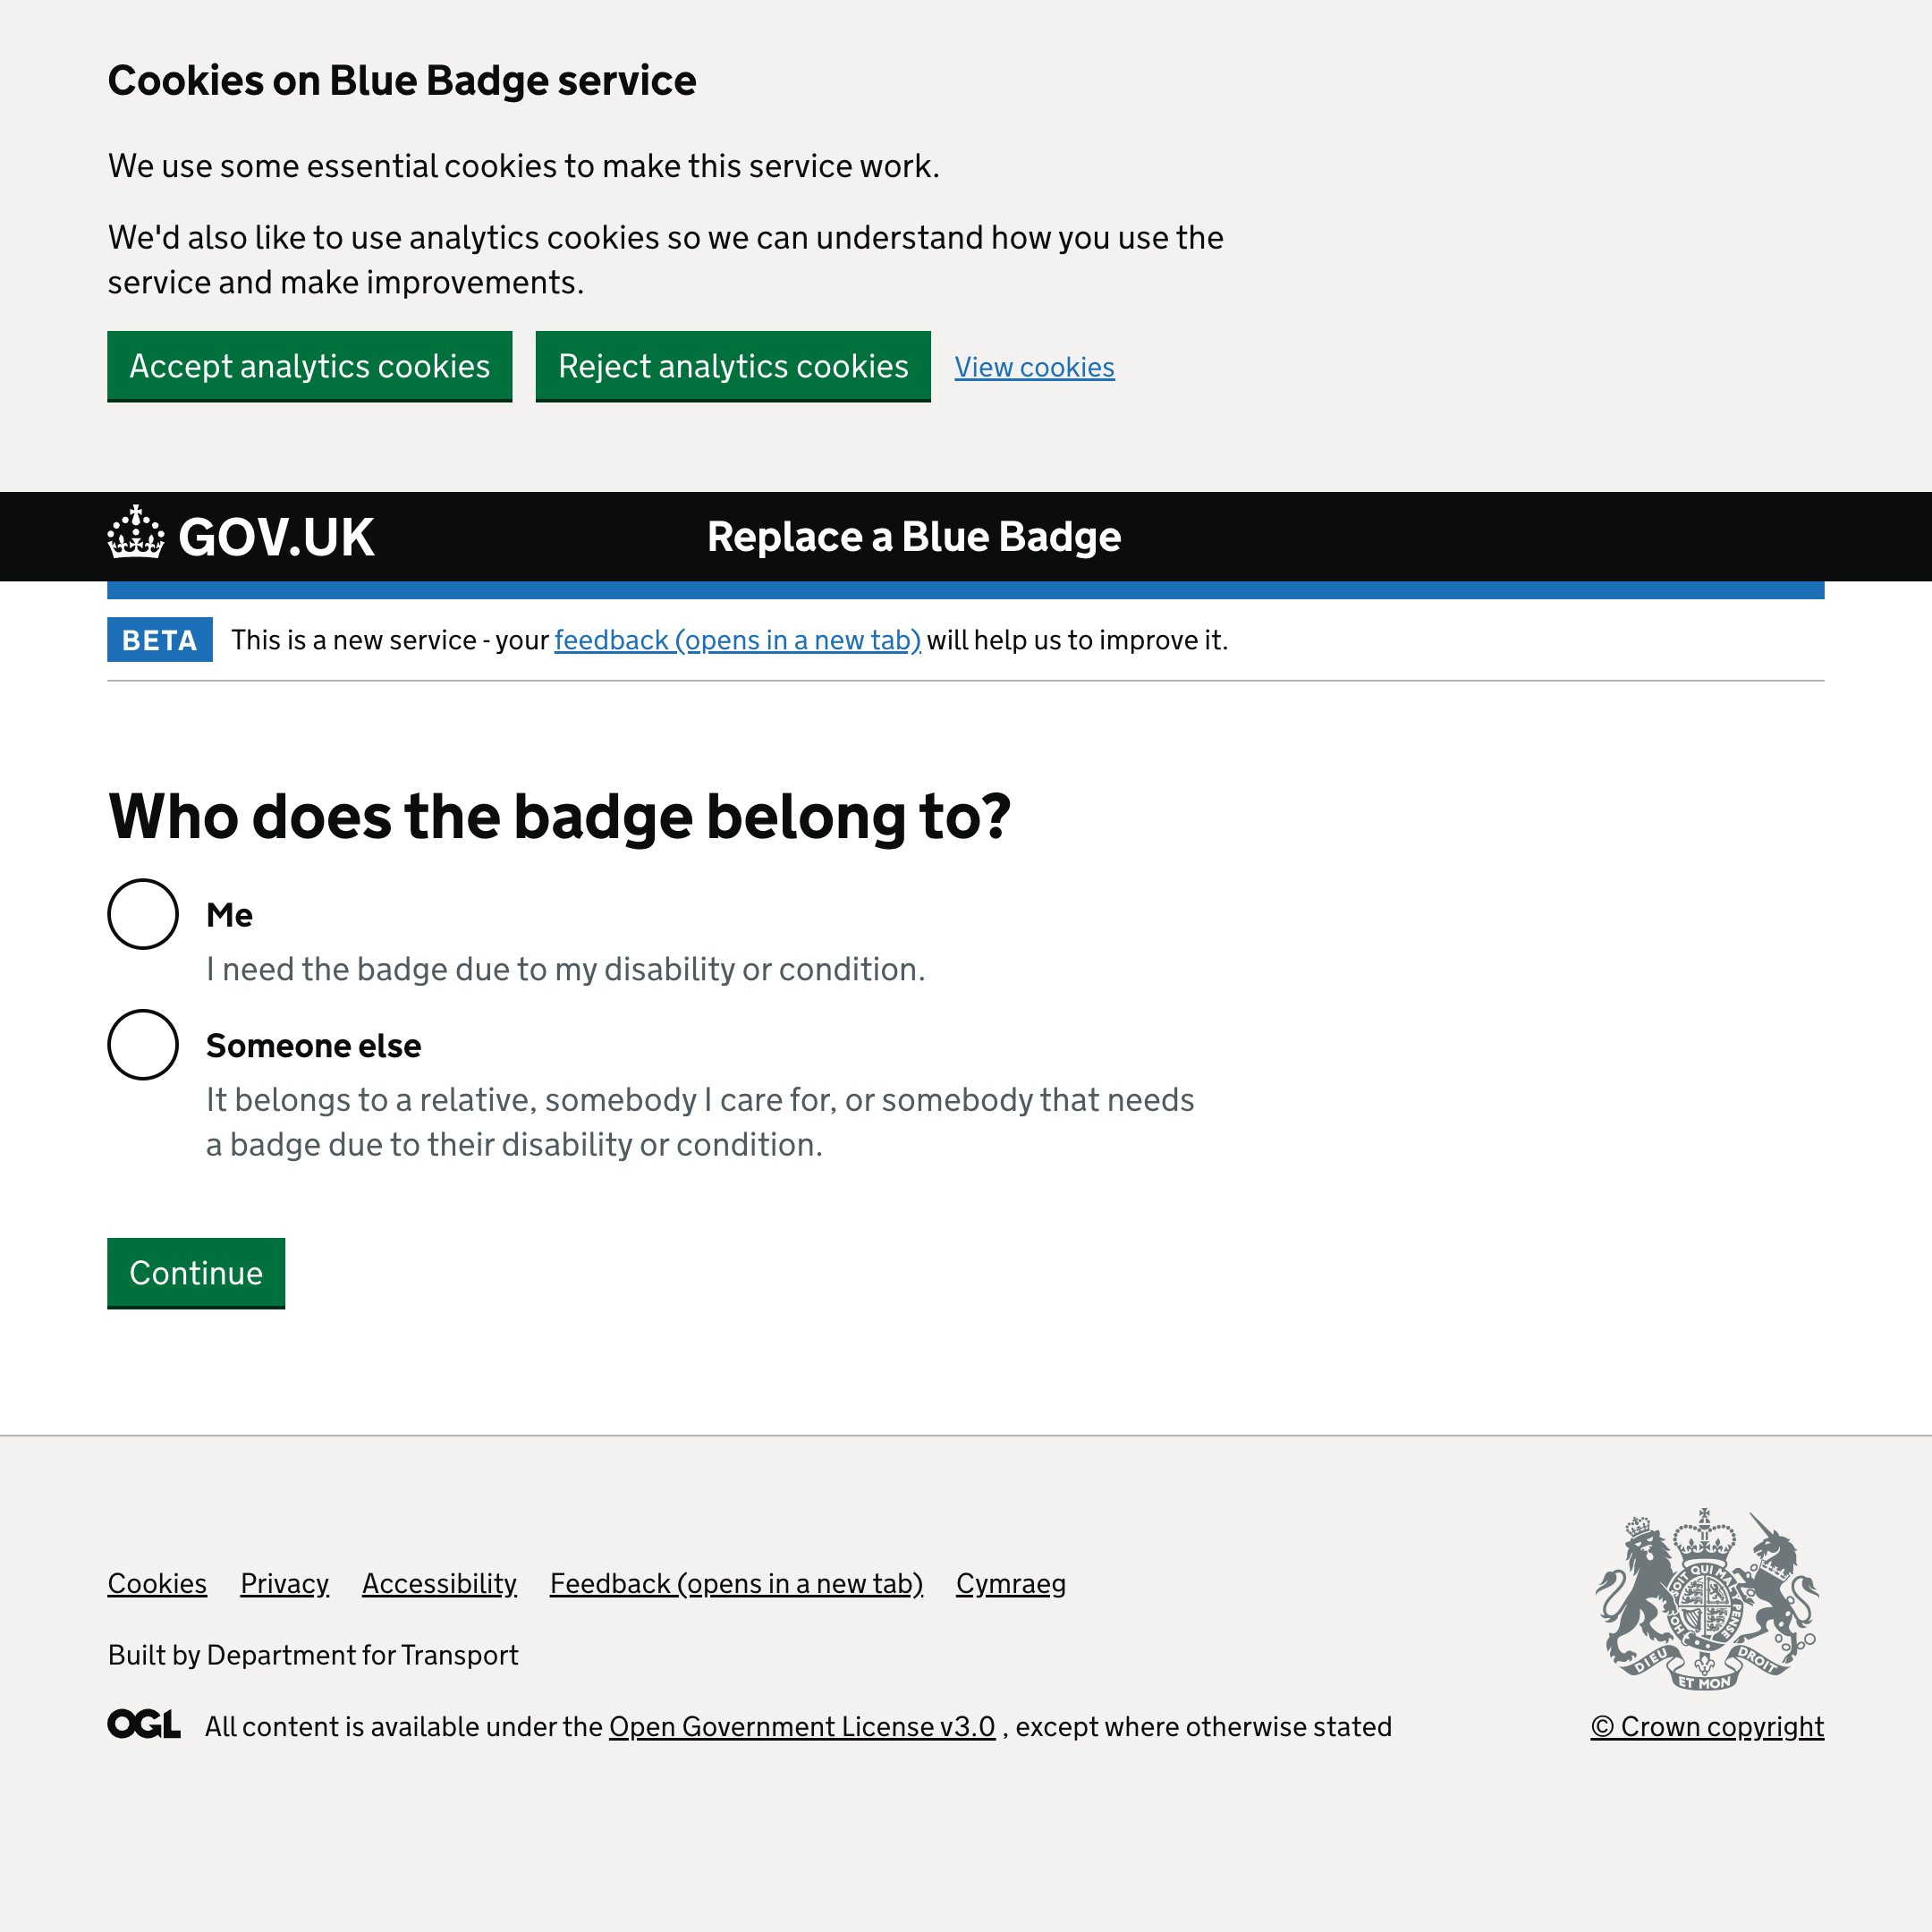 Cookies on Blue Badge service
We use some essential cookies to make this service work.
We'd also like to use analytics cookies so we can understand how you use the
service and make improvements.
Accept analytics cookies
Reject analytics cookies
View cookies
GOV.UK
Replace a Blue Badge
BETA
This is a new service - your feedback (opens in a new tab) will help us to improve it.
Who does the badge belong to?
Me
I need the badge due to my disability or condition.
Someone else
It belongs to a relative, somebody I care for, or somebody that needs
a badge due to their disability or condition.
Continue
Cookies
Privacy
Accessibility
Feedback (opens in a new tab)
Cymraeg
Built by Department for Transport
OGL
All content is available under the Open Government License v3.0 , except where otherwise stated
SOIT QUI MAL
PENSE
HON
DIEU
ET MON
DROIT
© Crown copyright